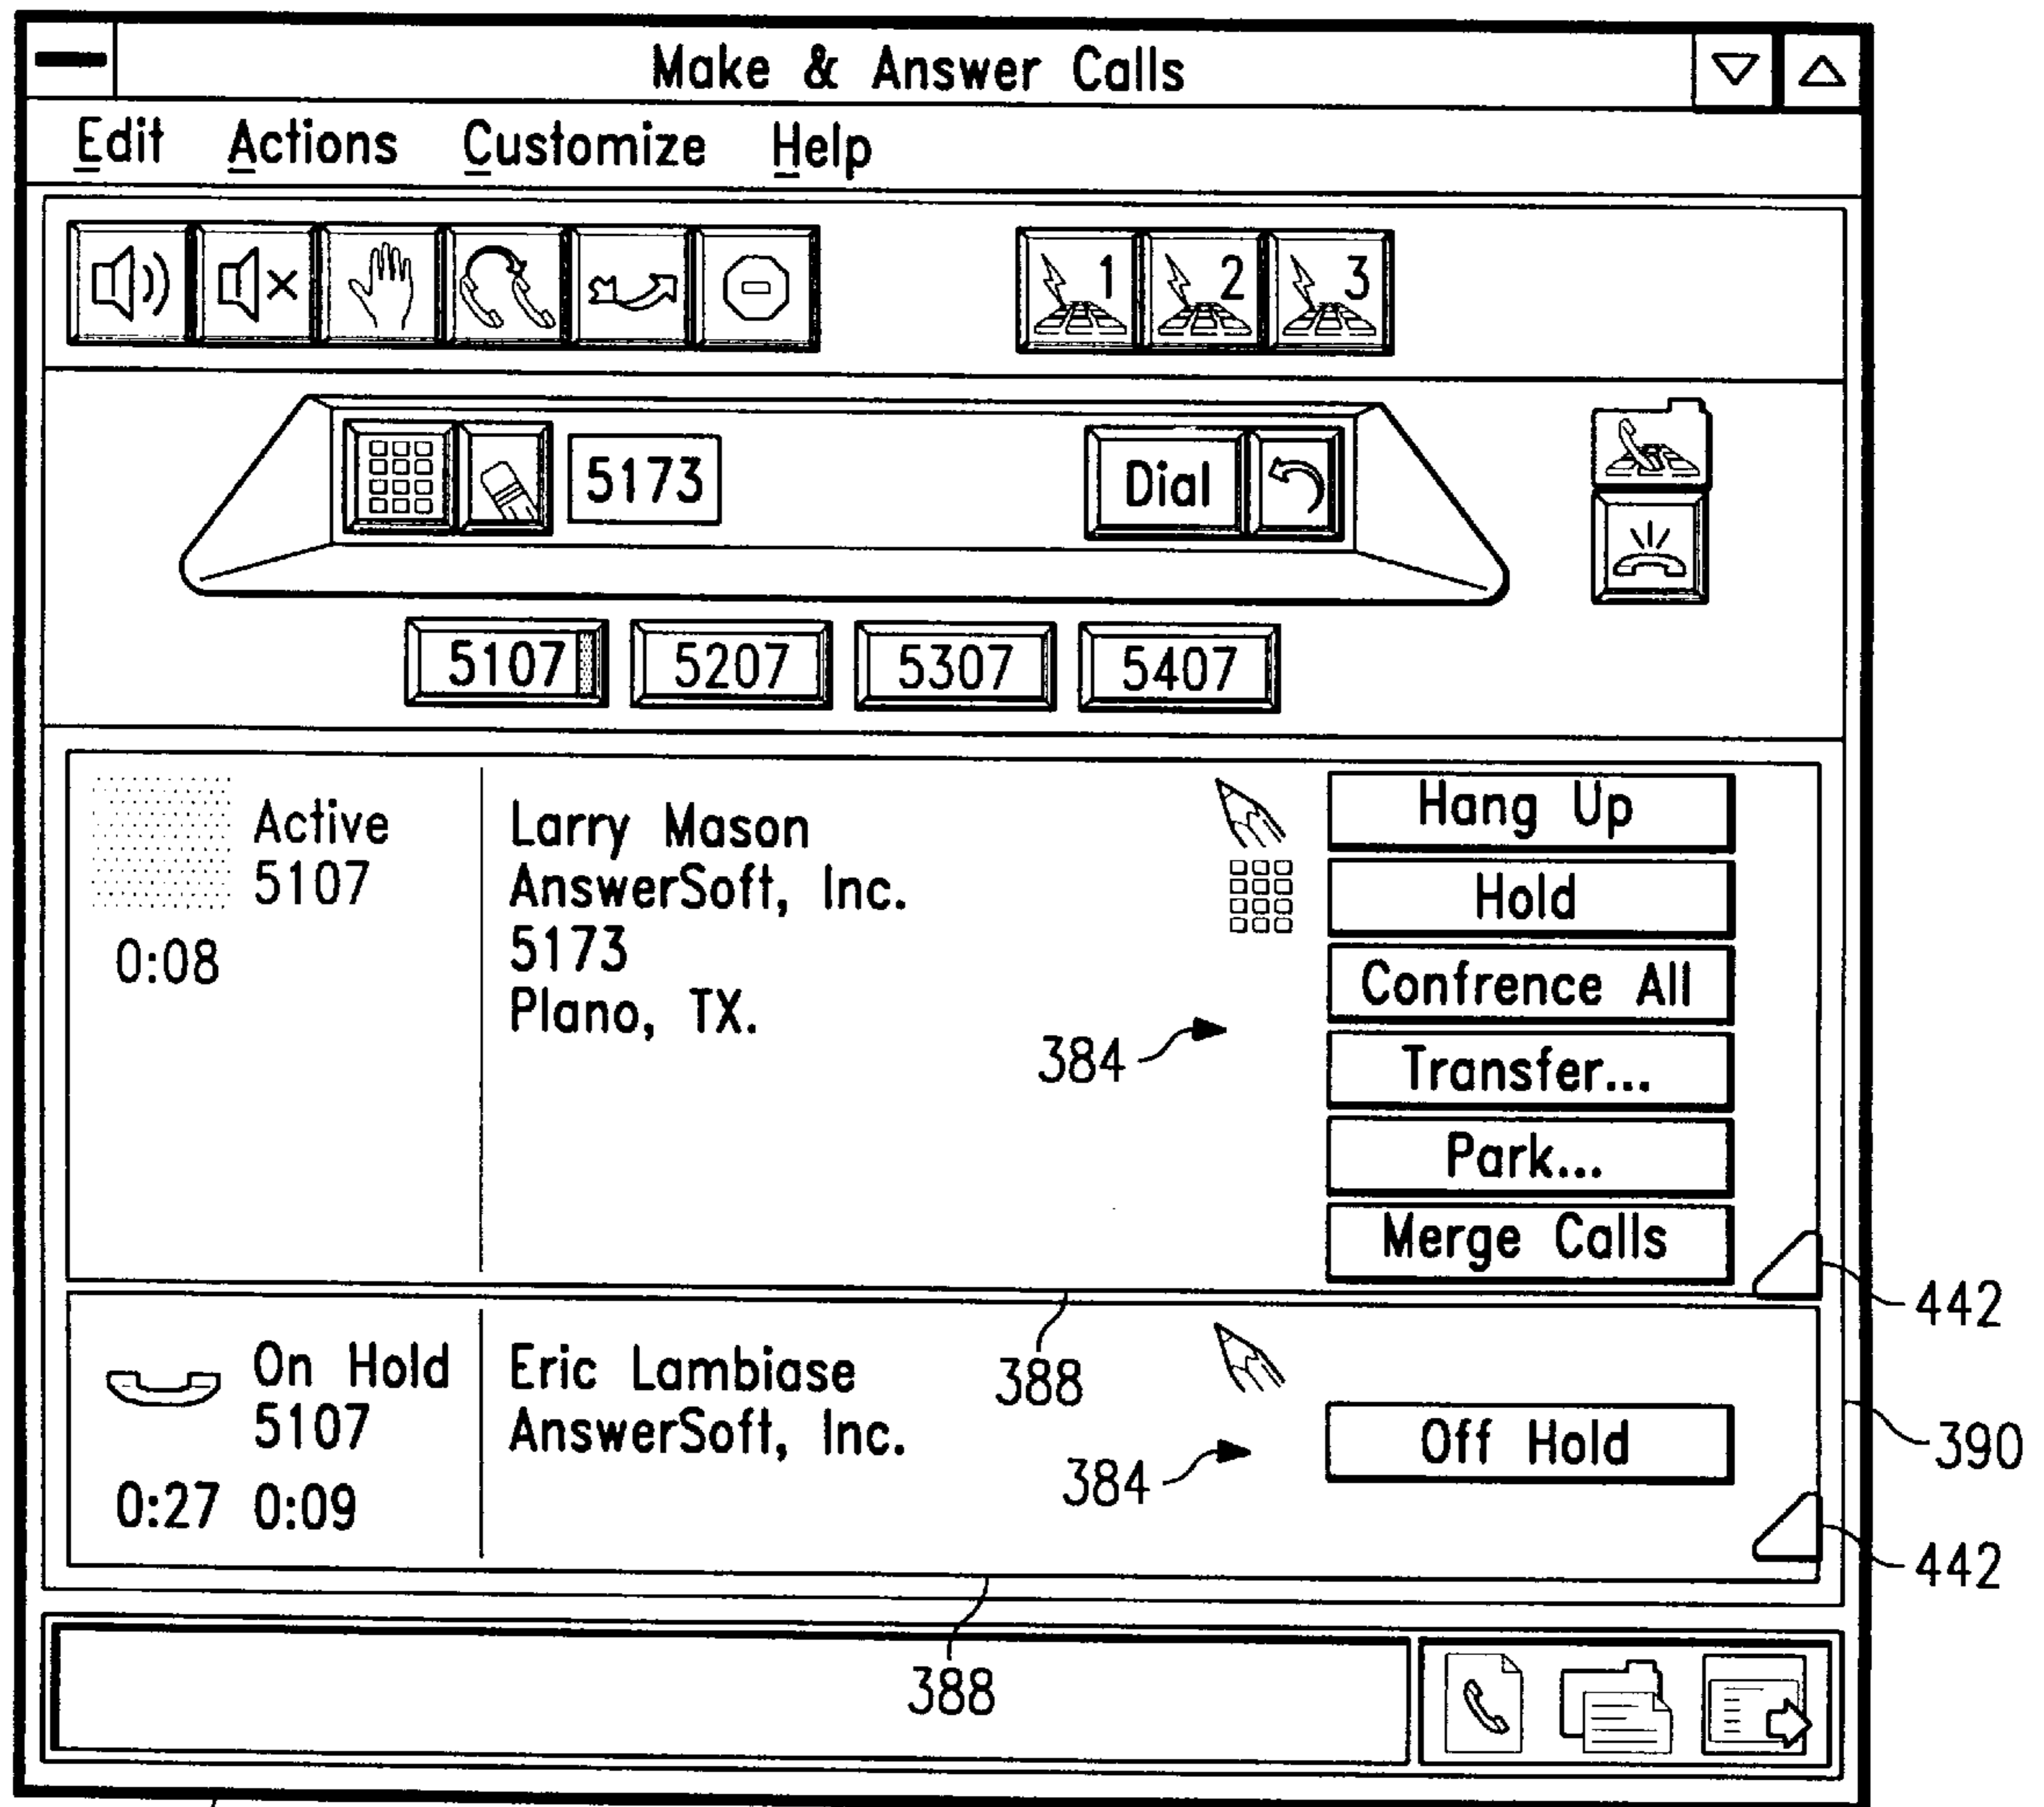 Make & Answer Calls
Edit Actions Customize Help
1 2 3
5173 Dial
5107 5207 5307 5407
Active
5107
0:08
Larry Mason
AnswerSoft, Inc.
5173
Plano, TX.
Hang Up
Hold
Confrence All
384
Transfer...
Park...
Merge Calls
442
388
On Hold
5107
0:27 0:09
Eric Lambiase
AnswerSoft, Inc.
384
Off Hold
390
442
388